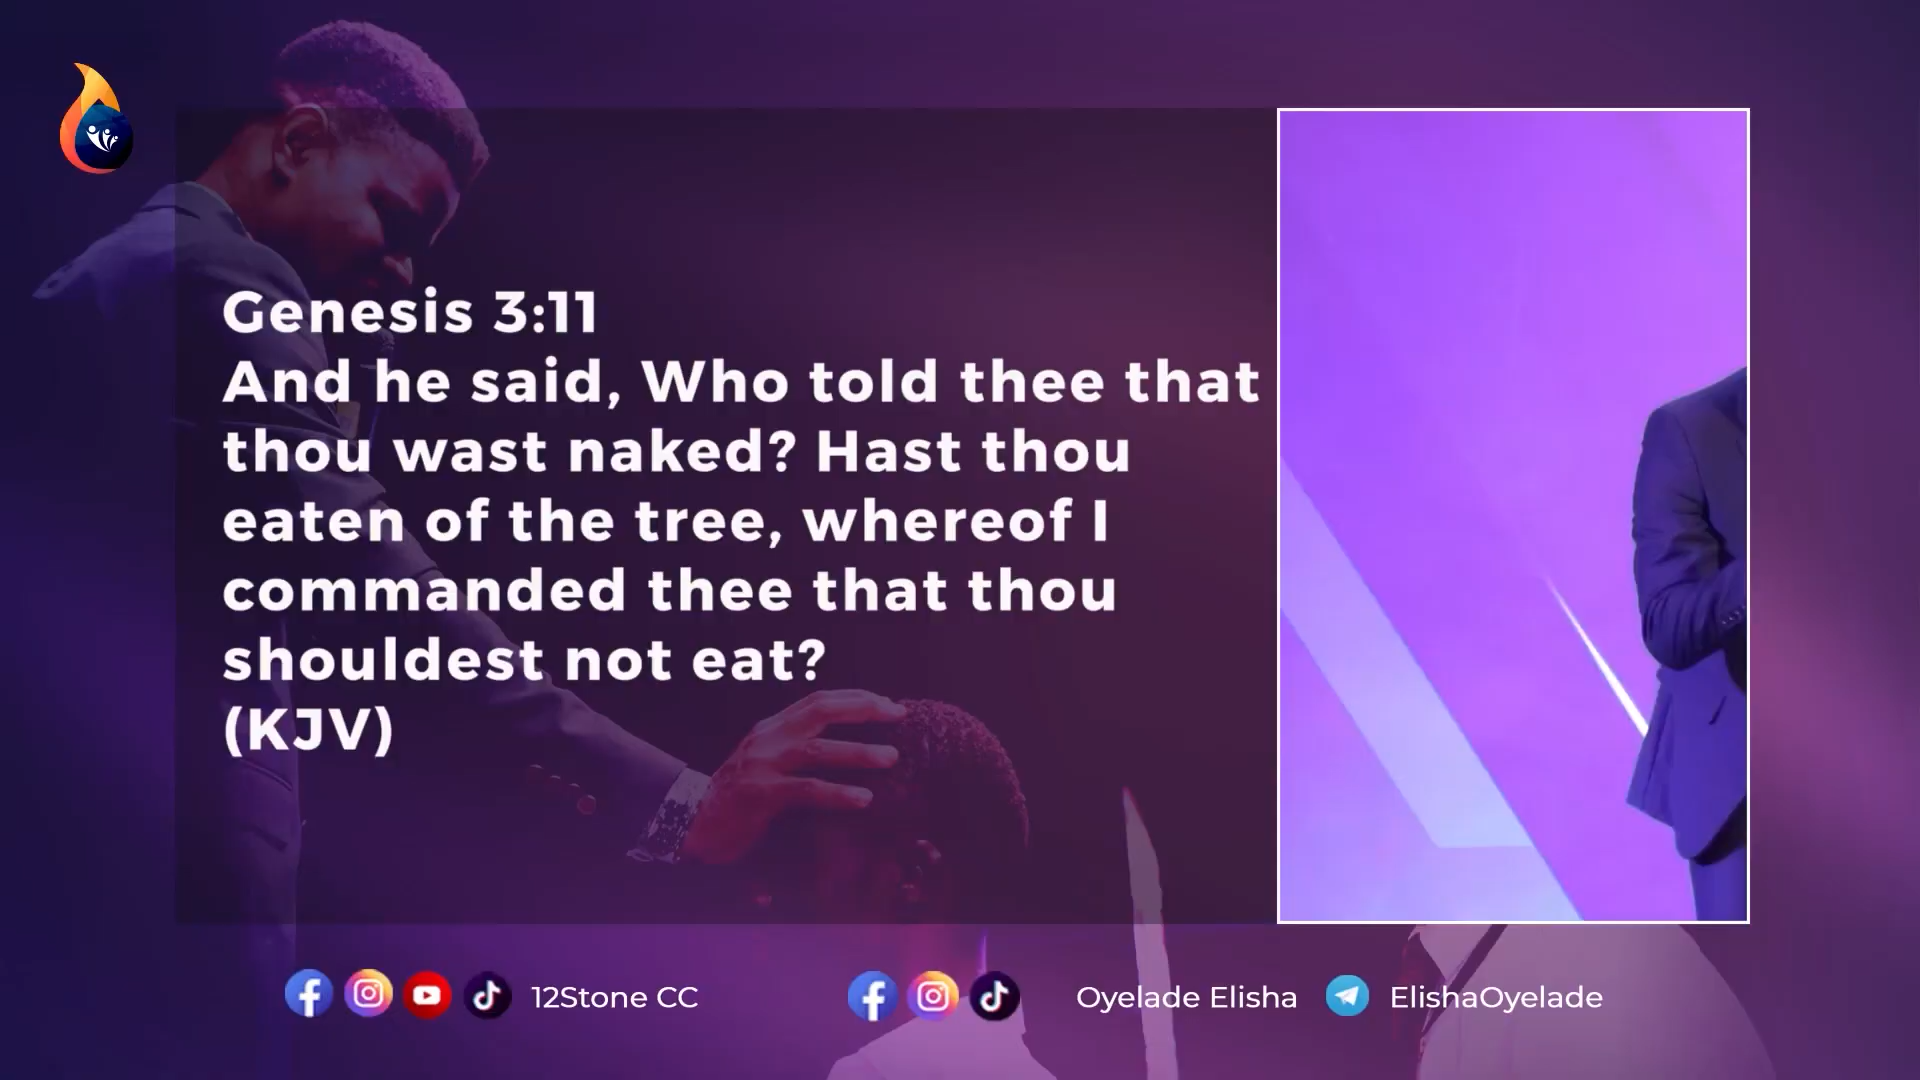 Genesis 3:11
And he said, Who told thee that
thou wast naked? Hast thou
eaten of the tree, whereof I
commanded thee that thou
shouldest not eat?
(KJV)
12Stone CC
Oyelade Elisha
ElishaOyelade